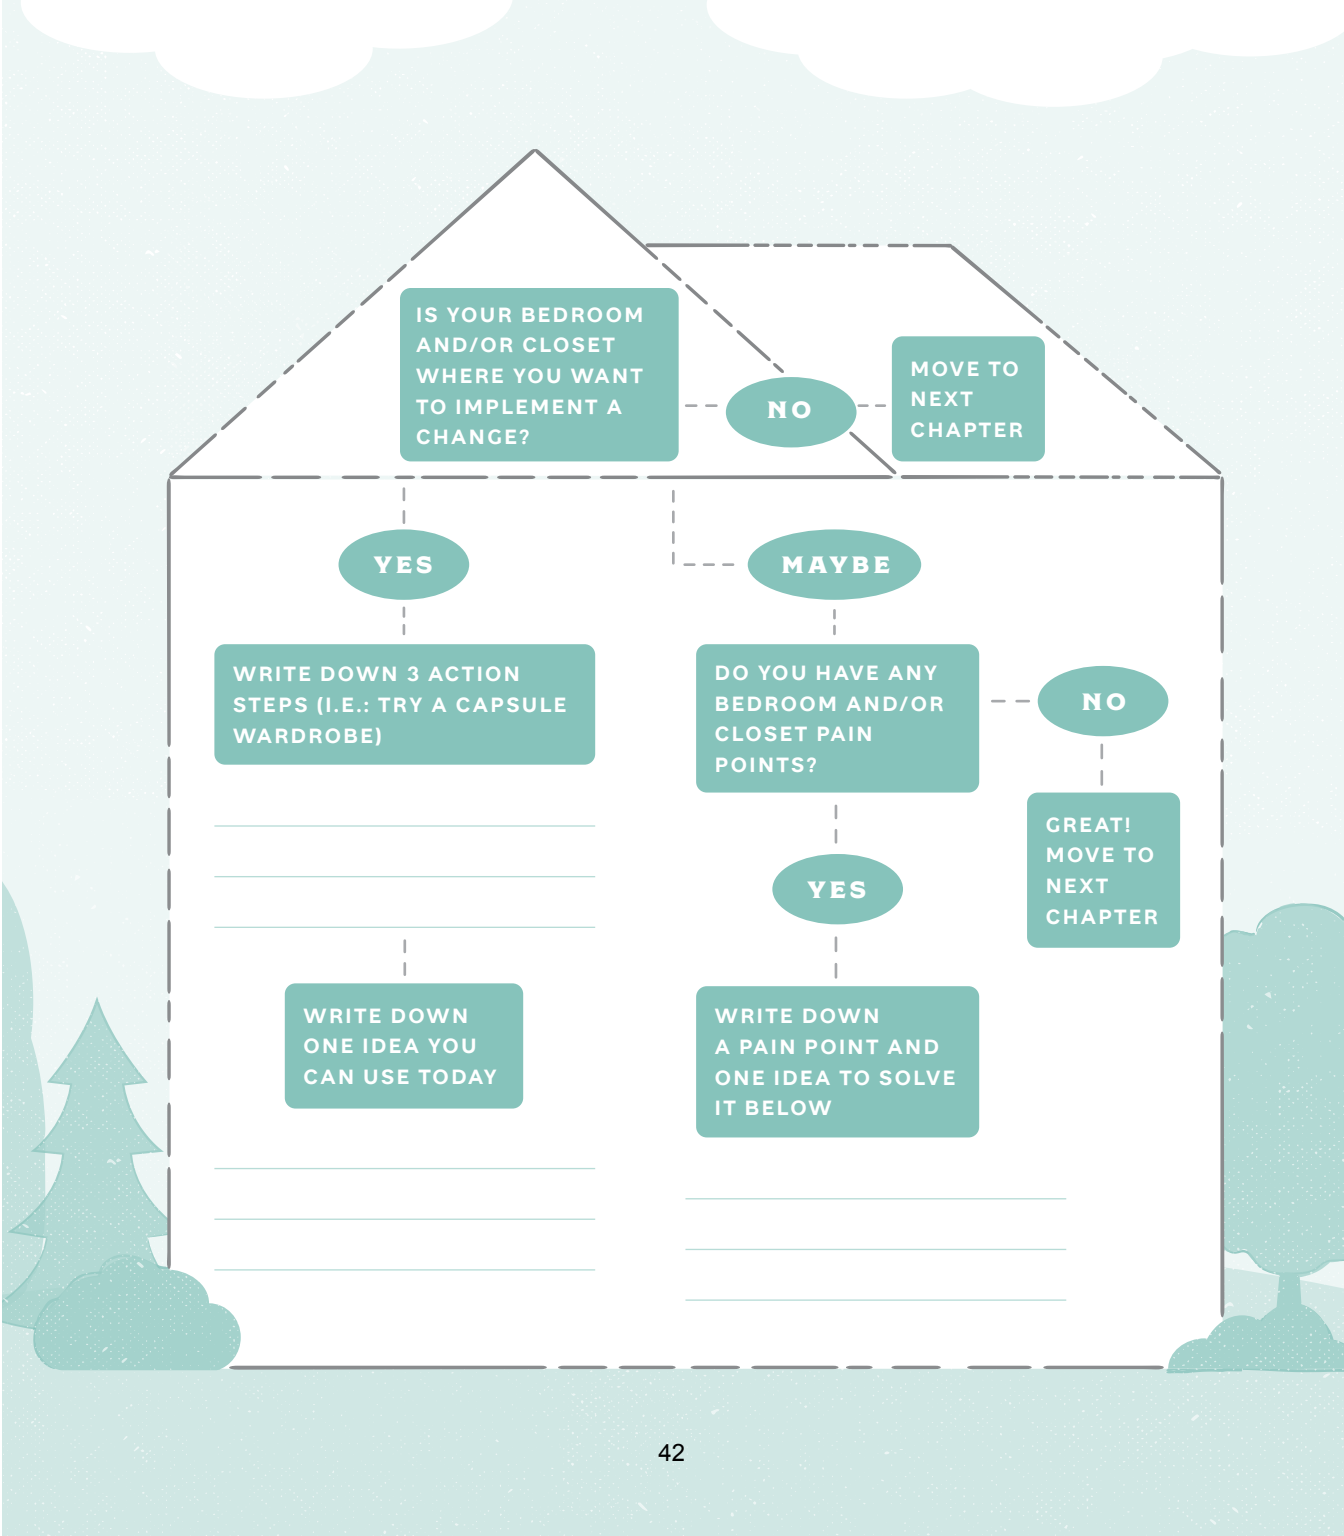 IS YOUR BEDROOM
AND/OR CLOSET
WHERE YOU WANT
TO IMPLEMENT A
CHANGE?
NO
MOVE TO
NEXT
CHAPTER
YES
WRITE DOWN 3 ACTION
STEPS (I.E.: TRY A CAPSULE
WARDROBE)
WRITE DOWN
ONE IDEA YOU
CAN USE TODAY
MAYBE
DO YOU HAVE ANY
BEDROOM AND/OR
CLOSET PAIN
POINTS?
NO
GREAT!
MOVE TO
NEXT
CHAPTER
YES
WRITE DOWN
A PAIN POINT AND
ONE IDEA TO SOLVE
IT BELOW
42